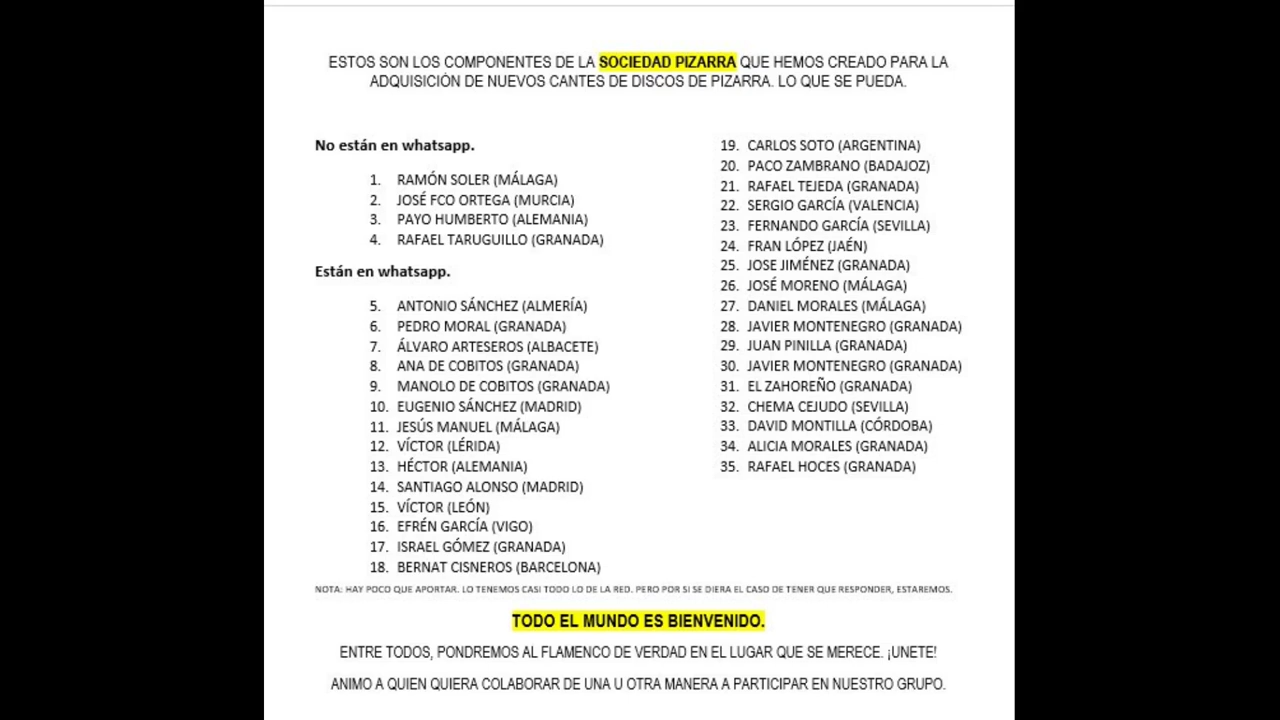 ESTOS SON LOS COMPONENTES DE LA SOCIEDAD PIZARRA QUE HEMOS CREADO PARA LA
ADQUISICIÓN DE NUEVOS CANTES DE DISCOS DE PIZARRA. LO QUE SE PUEDA.
No están en whatsapp.
1. RAMÓN SOLER (MÁLAGA)
2. JOSÉ FCO ORTEGA (MURCIA)
3. PAYO HUMBERTO (ALEMANIA)
4. RAFAEL TARUGUILLO (GRANADA)
Están en whatsapp.
5. ANTONIO SÁNCHEZ (ALMERÍA)
6. PEDRO MORAL (GRANADA)
7. ÁLVARO ARTESEROS (ALBACETE)
8. ANA DE COBITOS (GRANADA)
9. MANOLO DE COBITOS (GRANADA)
10. EUGENIO SÁNCHEZ (MADRID)
11. JESÚS MANUEL (MÁLAGA)
12. VÍCTOR (LÉRIDA)
13. HÉCTOR (ALEMANIA)
14. SANTIAGO ALONSO (MADRID)
15. VÍCTOR (LEÓN)
16. EFRÉN GARCÍA (VIGO)
17. ISRAEL GÓMEZ (GRANADA)
18. BERNAT CISNEROS (BARCELONA)
19. CARLOS SOTO (ARGENTINA)
20. PACO ZAMBRANO (BADAJOZ)
21. RAFAEL TEJEDA (GRANADA)
22. SERGIO GARCÍA (VALENCIA)
23. FERNANDO GARCÍA (SEVILLA)
24. FRAN LÓPEZ (JAÉN)
25. JOSE JIMÉNEZ (GRANADA)
26. JOSÉ MORENO (MÁLAGA)
27. DANIEL MORALES (MÁLAGA)
28. JAVIER MONTENEGRO (GRANADA)
29. JUAN PINILLA (GRANADA)
30. JAVIER MONTENEGRO (GRANADA)
31. EL ZAHOREÑO (GRANADA)
32. CHEMA CEJUDO (SEVILLA)
33. DAVID MONTILLA (CÓRDOBA)
34. ALICIA MORALES (GRANADA)
35. RAFAEL HOCES (GRANADA)
NOTA: HAY POCO QUE APORTAR. LO TENEMOS CASI TODO LO DE LA RED. PERO POR SI SE DIERA EL CASO DE TENER QUE RESPONDER, ESTAREMOS.
TODO EL MUNDO ES BIENVENIDO.
ENTRE TODOS, PONDREMOS AL FLAMENCO DE VERDAD EN EL LUGAR QUE SE MERECE. ¡UNETE!
ANIMO A QUIEN QUIERA COLABORAR DE UNA U OTRA MANERA A PARTICIPAR EN NUESTRO GRUPO.